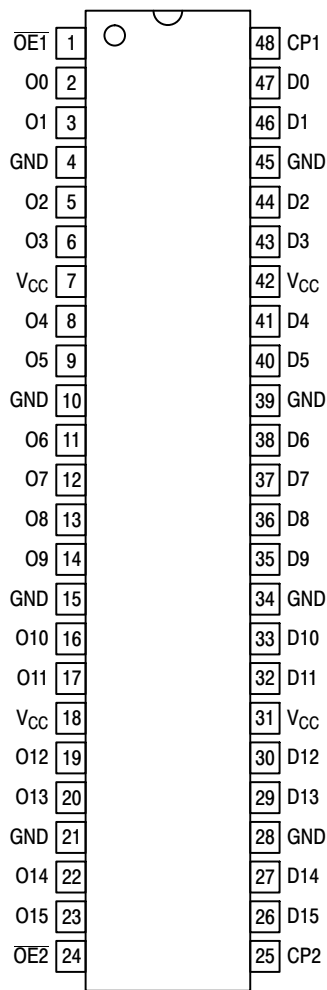 O̅E̅1̅ 1 48 CP1
O0 2 47 D0
O1 3 46 D1
GND 4 45 GND
O2 5 44 D2
O3 6 43 D3
VCC 7 42 VCC
O4 8 41 D4
O5 9 40 D5
GND 10 39 GND
O6 11 38 D6
O7 12 37 D7
O8 13 36 D8
O9 14 35 D9
GND 15 34 GND
O10 16 33 D10
O11 17 32 D11
VCC 18 31 VCC
O12 19 30 D12
O13 20 29 D13
GND 21 28 GND
O14 22 27 D14
O15 23 26 D15
O̅E̅2̅ 24 25 CP2